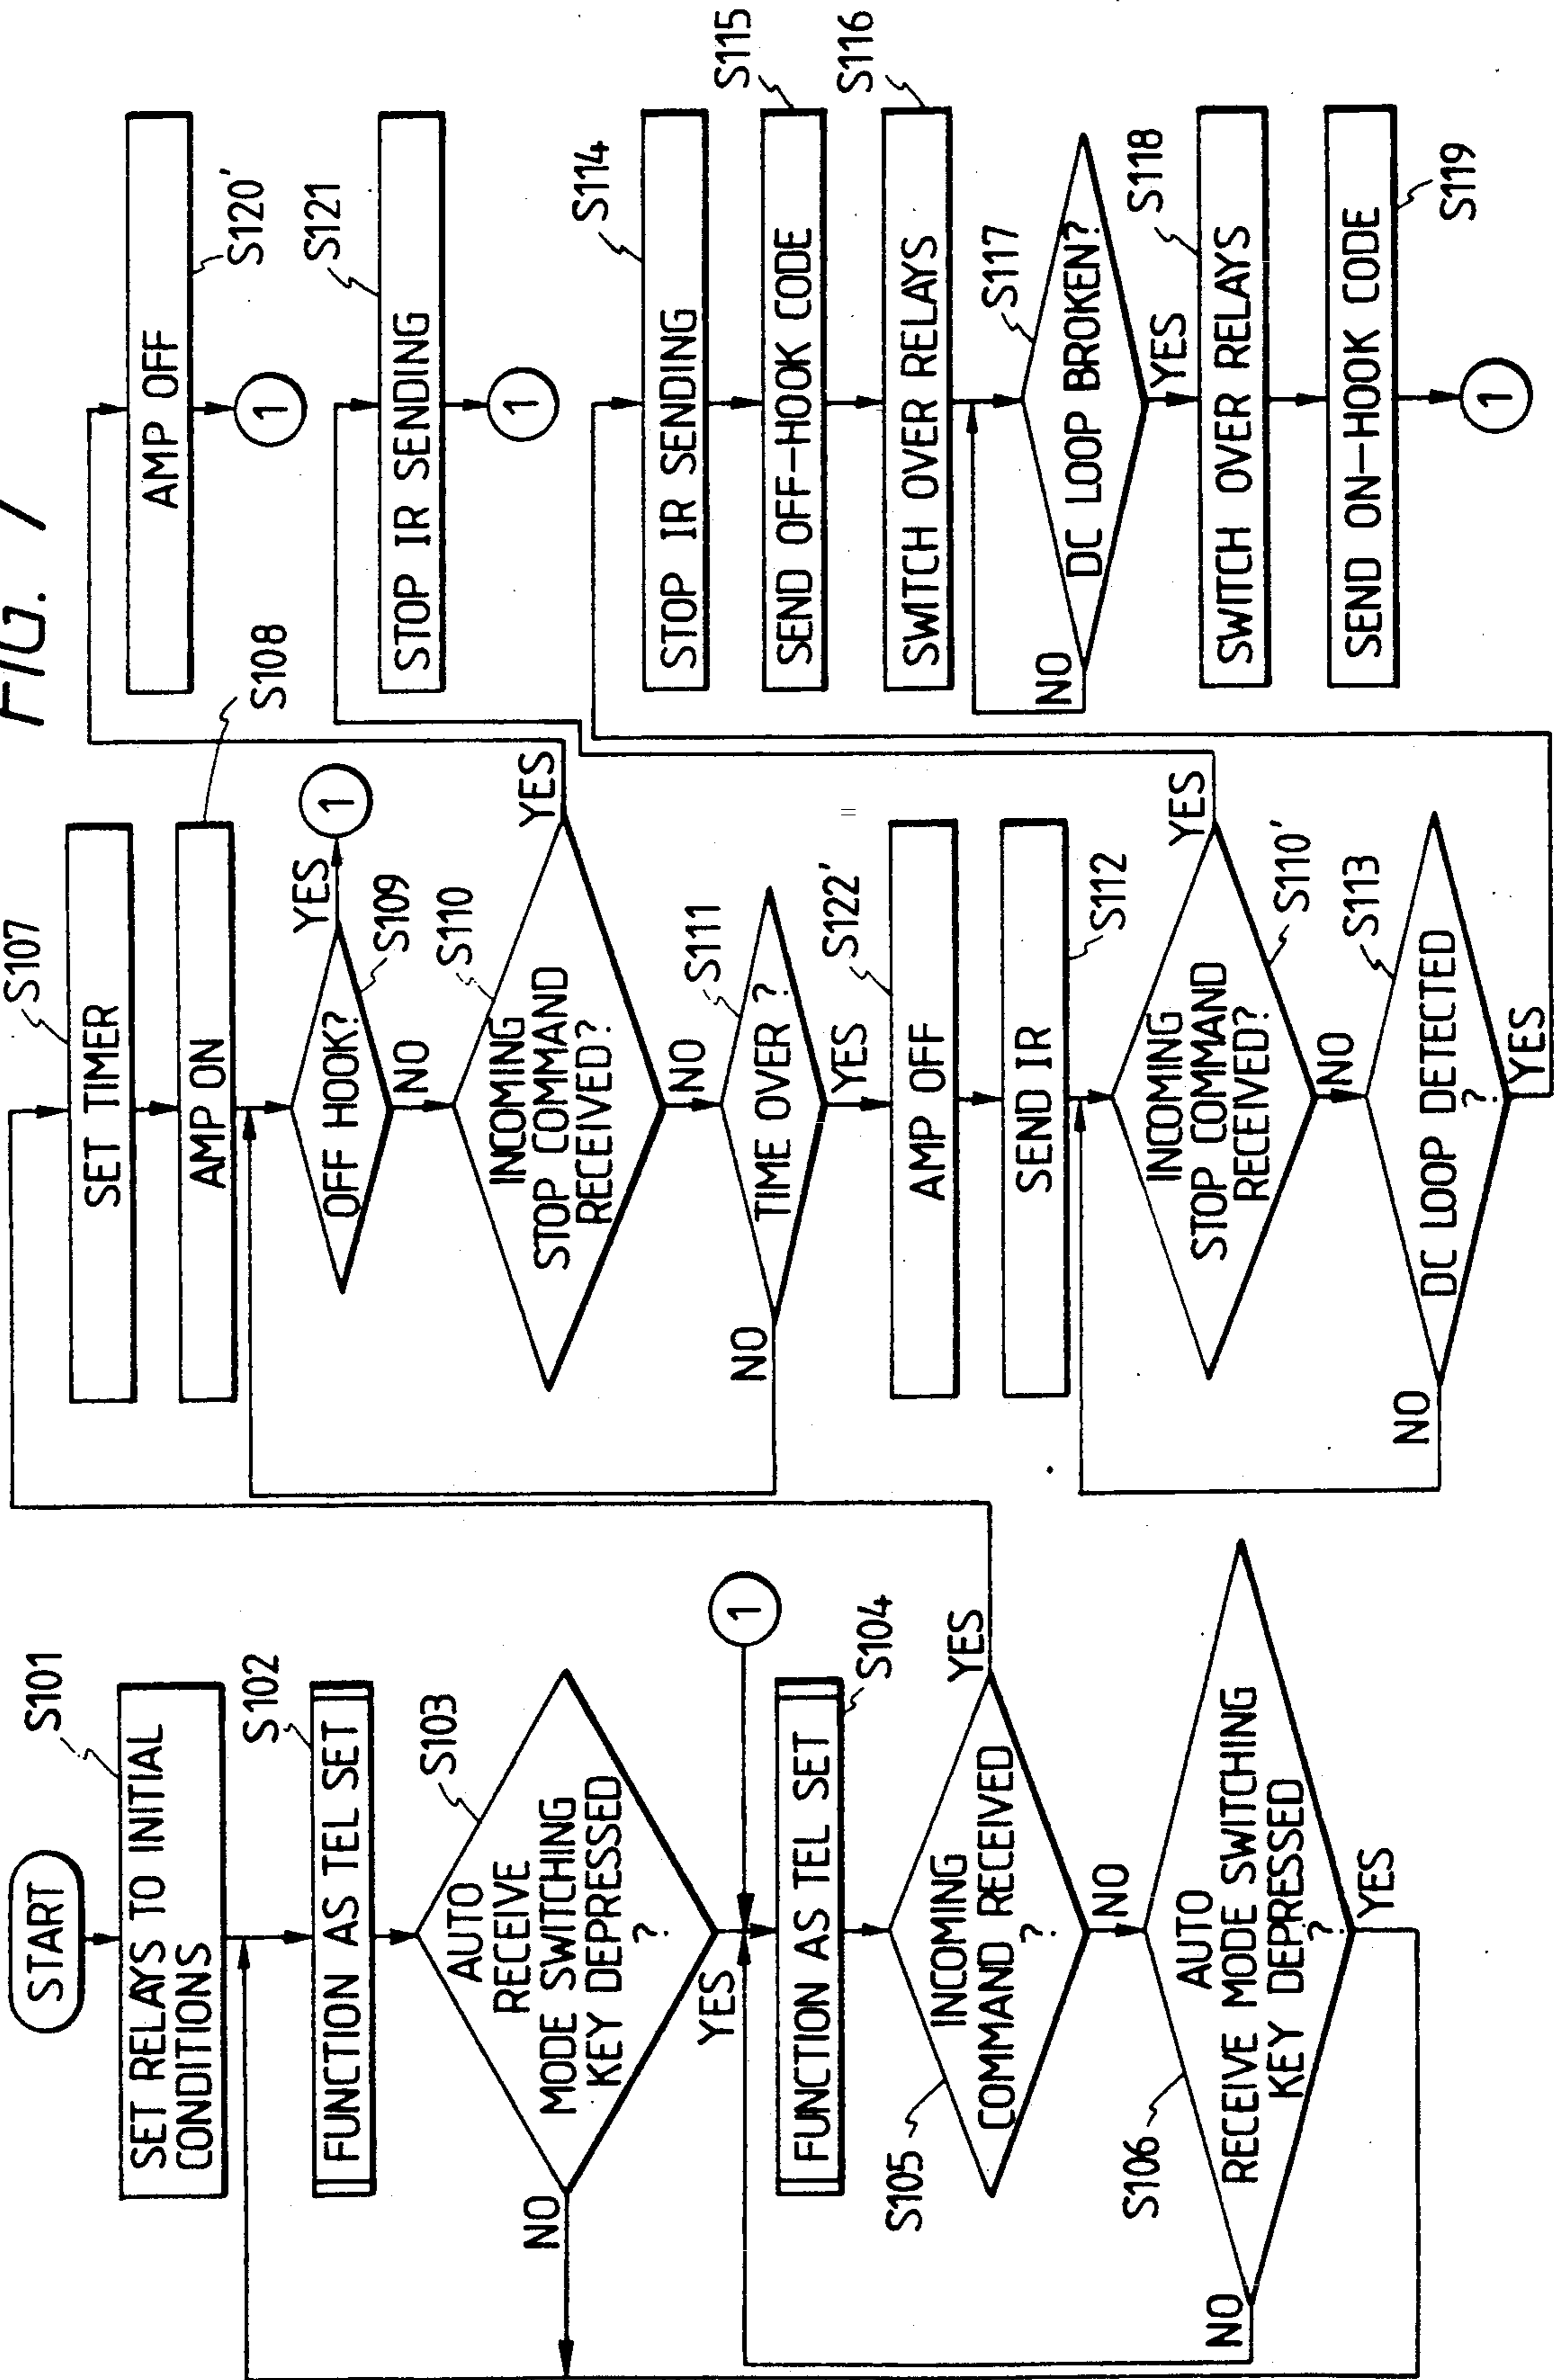 FIG. 7
START
S101
SET RELAYS TO INITIAL
CONDITIONS
S102
FUNCTION AS TEL SET
S103
AUTO
RECEIVE
MODE SWITCHING
KEY DEPRESSED
?
NO
YES
1
FUNCTION AS TEL SET
S104
S105
INCOMING
COMMAND RECEIVED
?
YES
NO
S106
AUTO
RECEIVE MODE SWITCHING
KEY DEPRESSED
?
NO
YES
S107
SET TIMER
AMP ON
S108
OFF HOOK?
YES
1
S109
NO
S110
INCOMING
STOP COMMAND
RECEIVED?
YES
NO
S111
TIME OVER ?
NO
YES
S122'
AMP OFF
SEND IR
S112
INCOMING
STOP COMMAND
RECEIVED?
YES
S110'
NO
S113
DC LOOP DETECTED
?
NO
YES
AMP OFF
S120'
1
S121
STOP IR SENDING
1
S114
STOP IR SENDING
S115
SEND OFF-HOOK CODE
S116
SWITCH OVER RELAYS
S117
DC LOOP BROKEN?
NO
YES
S118
SWITCH OVER RELAYS
SEND ON-HOOK CODE
S119
1